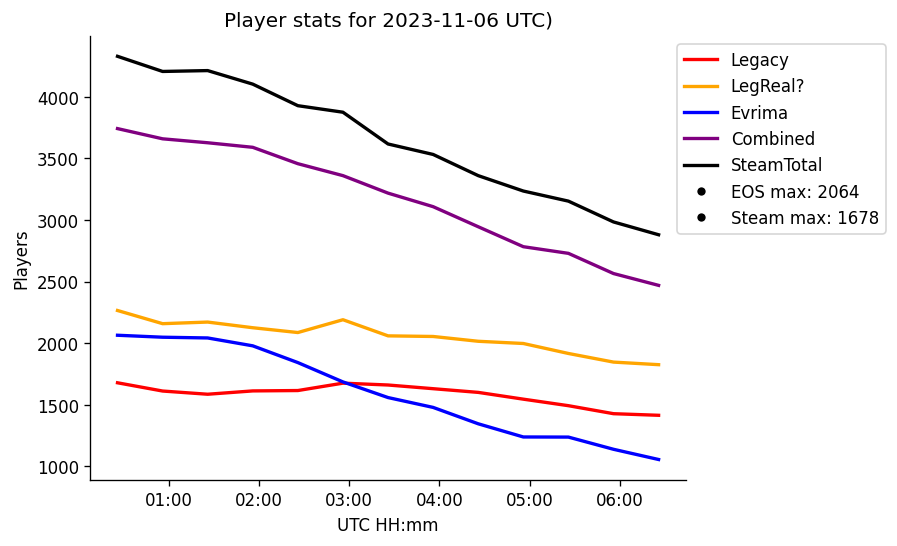 Player stats for 2023-11-06 UTC)
Legacy
LegReal?
Evrima
Combined
SteamTotal
EOS max: 2064
Steam max: 1678
Players
4000
3500
3000
2500
2000
1500
1000
01:00 02:00 03:00 04:00 05:00 06:00
UTC HH:mm